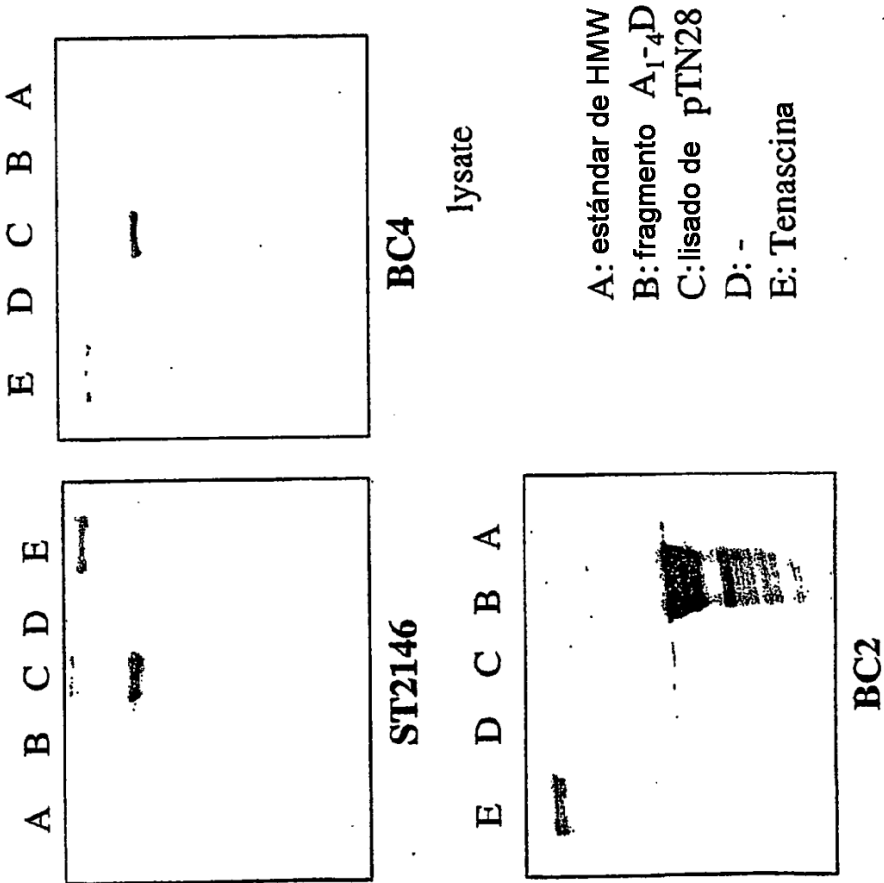 A B C D E
ST2146
E D C B A
BC4
lysate
E D C B A
BC2
A: estándar de HMW
B: fragmento A1-4D
C: lisado de pTN28
D: -
E: Tenascina